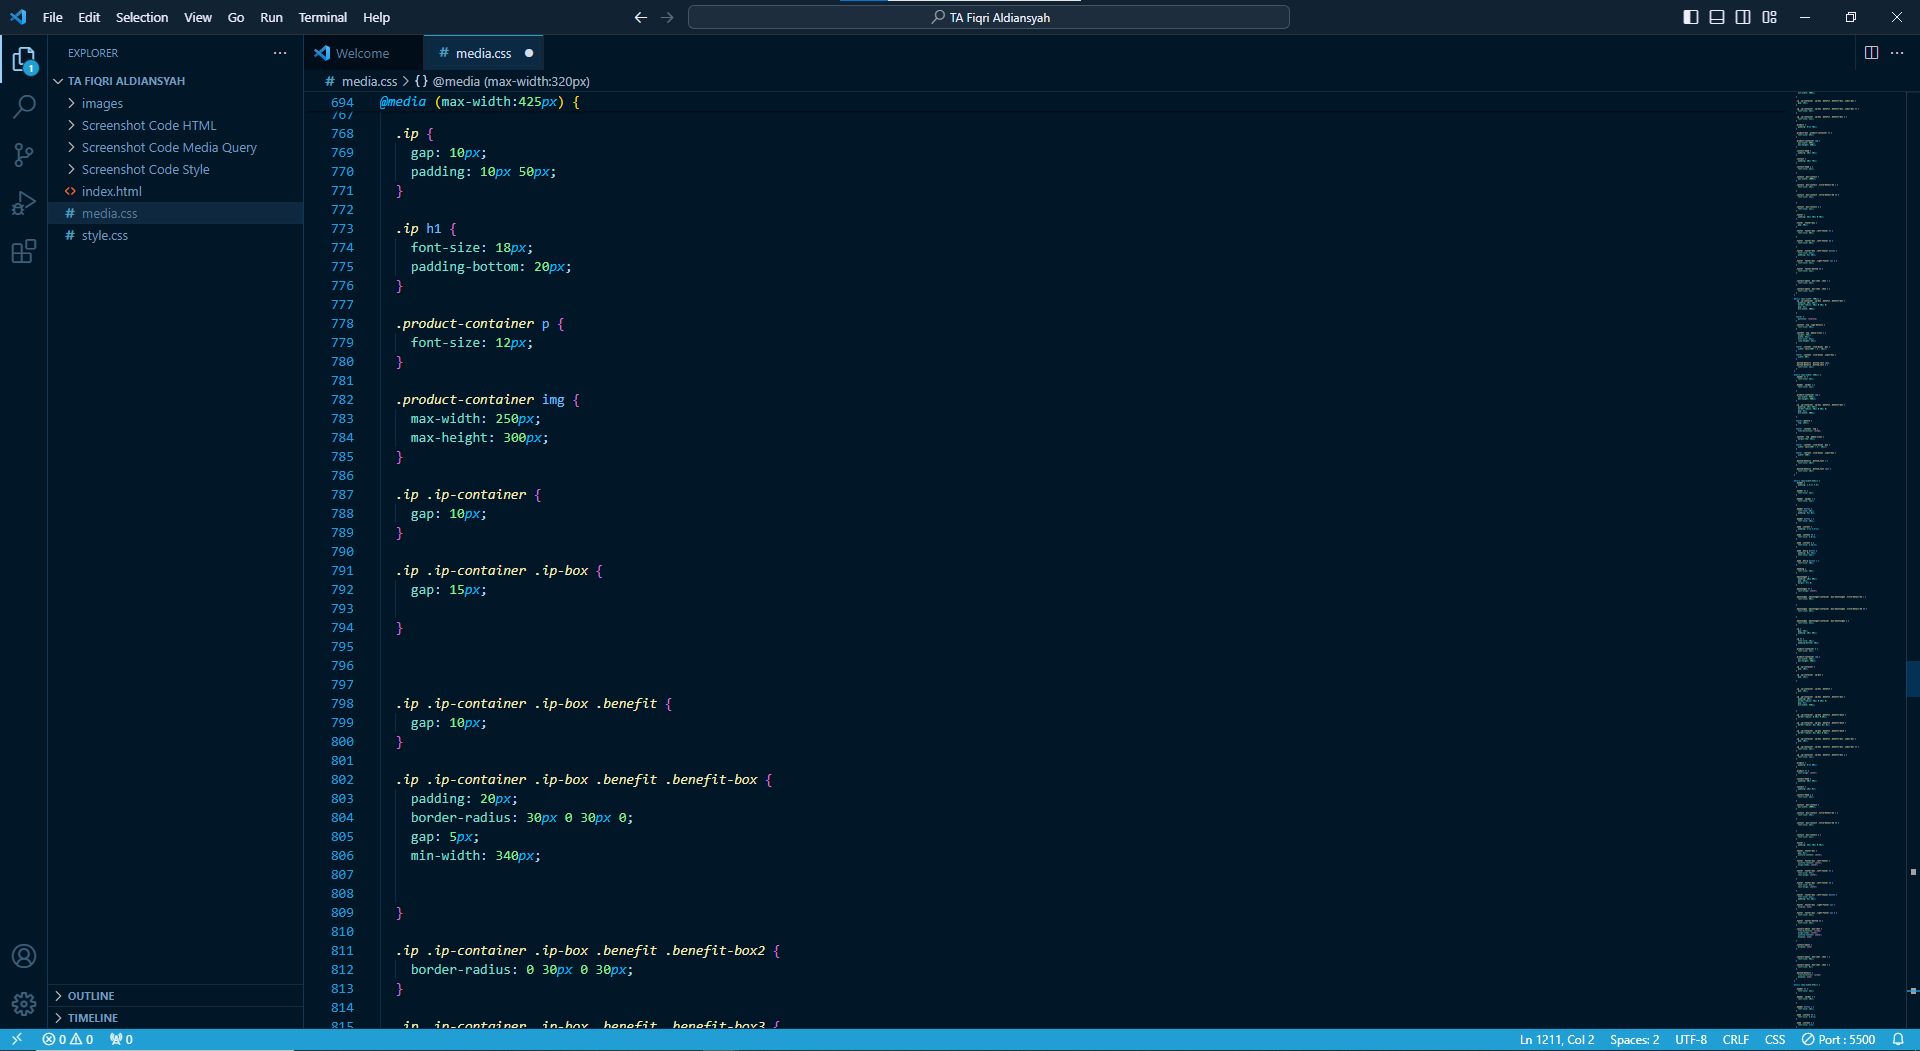 File Edit Selection View Go Run Terminal Help
TA Fiqri Aldiansyah
EXPLORER
TA FIQRI ALDIANSYAH
images
Screenshot Code HTML
Screenshot Code Media Query
Screenshot Code Style
<> index.html
# media.css
# style.css
OUTLINE
TIMELINE
1
Welcome
# media.css
# media.css > {} @media (max-width:320px)
694 @media (max-width:425px) {
767
768 .ip {
769 gap: 10px;
770 padding: 10px 50px;
771 }
772
773 .ip h1 {
774 font-size: 18px;
775 padding-bottom: 20px;
776 }
777
778 .product-container p {
779 font-size: 12px;
780 }
781
782 .product-container img {
783 max-width: 250px;
784 max-height: 300px;
785 }
786
787 .ip .ip-container {
788 gap: 10px;
789 }
790
791 .ip .ip-container .ip-box {
792 gap: 15px;
793
794 }
795
796
797
798 .ip .ip-container .ip-box .benefit {
799 gap: 10px;
800 }
801
802 .ip .ip-container .ip-box .benefit .benefit-box {
803 padding: 20px;
804 border-radius: 30px 0 30px 0;
805 gap: 5px;
806 min-width: 340px;
807
808
809 }
810
811 .ip .ip-container .ip-box .benefit .benefit-box2 {
812 border-radius: 0 30px 0 30px;
813 }
814
815 .ip .ip-container .ip-box .benefit .benefit-box3 {
0 0 0
Ln 1211, Col 2 Spaces: 2 UTF-8 CRLF CSS Port : 5500